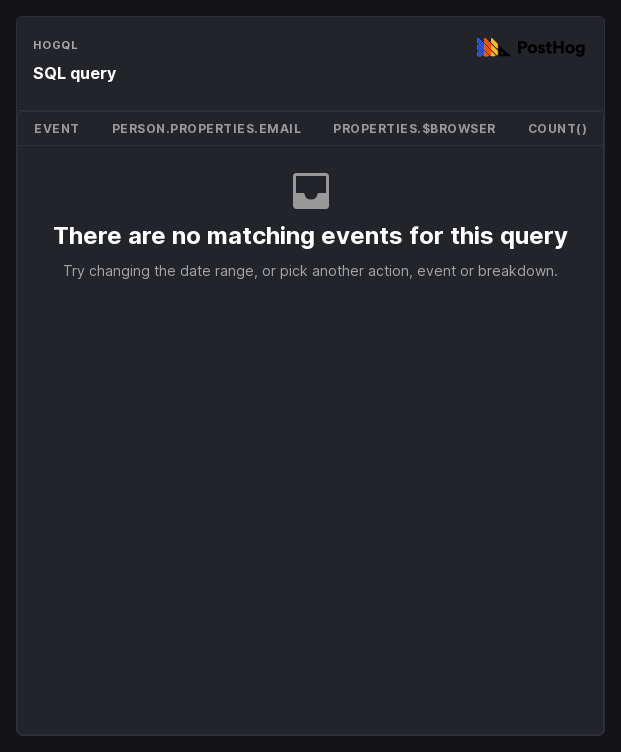 HOGQL
PostHog
SQL query
EVENT PERSON.PROPERTIES.EMAIL PROPERTIES.$BROWSER COUNT()
There are no matching events for this query
Try changing the date range, or pick another action, event or breakdown.